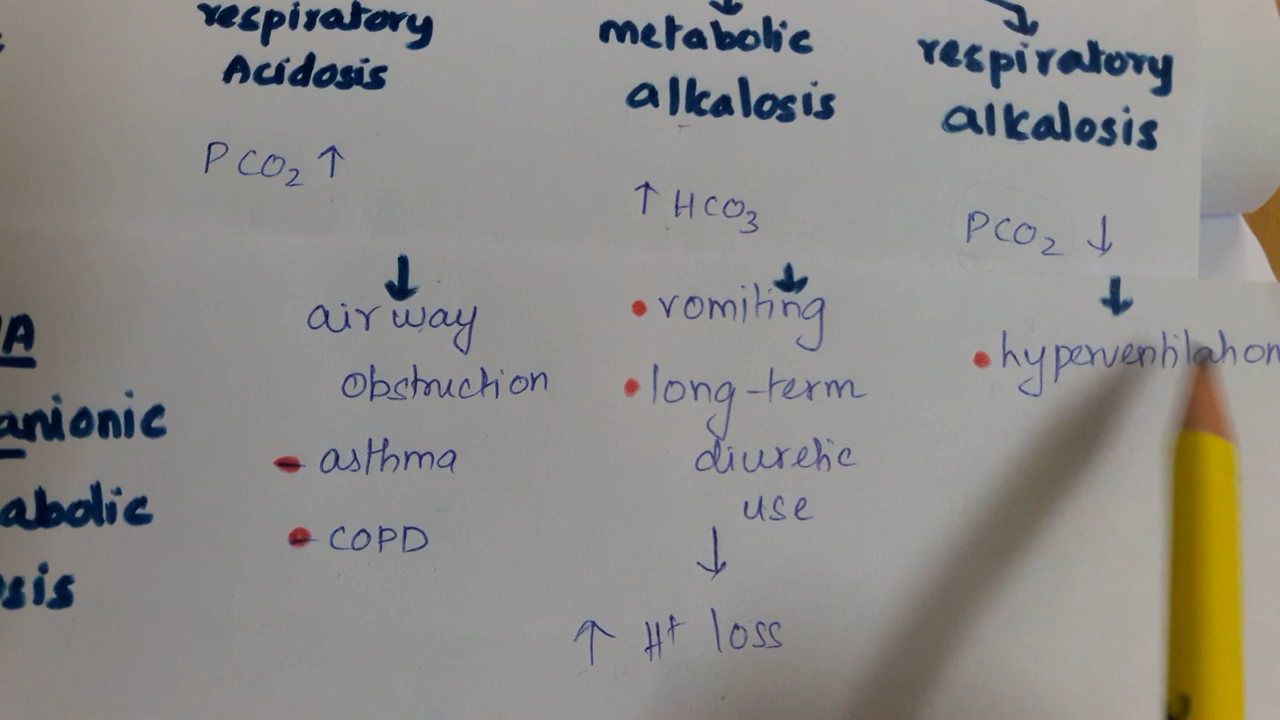 respiratory
Acidosis
PCO₂ ↑
↓
airway
obstruction
asthma
COPD
metabolic
alkalosis
↑ HCO₃
↓
• vomiting
• long-term
diuretic
use
↓
↑ H⁺ loss
respiratory
alkalosis
PCO₂ ↓
↓
• hyperventilation
A
anionic
abolic
osis